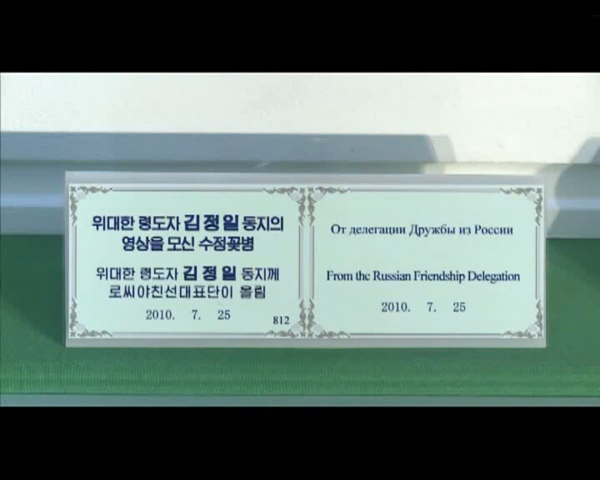 위대한 령도자 김정일 동지의
영상을 모신 수정꽃병
위대한 령도자 김정일 동지께
로씨야친선대표단이 올림
2010. 7. 25
812
От делегации Дружбы из России
From the Russian Friendship Delegation
2010. 7. 25